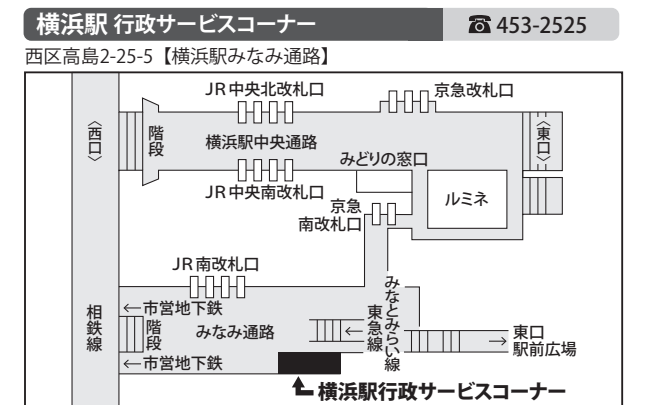 横浜駅 行政サービスコーナー
☎ 453-2525
西区高島2-25-5【横浜駅みなみ通路】
JR中央北改札口
京急改札口
〈西口〉
階段
横浜駅中央通路
〈東口〉
みどりの窓口
JR中央南改札口
ルミネ
京急
南改札口
JR南改札口
相鉄線
←市営地下鉄
階段
みなみ通路
←東急線
みなとみらい線
→東口
駅前広場
←市営地下鉄
横浜駅行政サービスコーナー